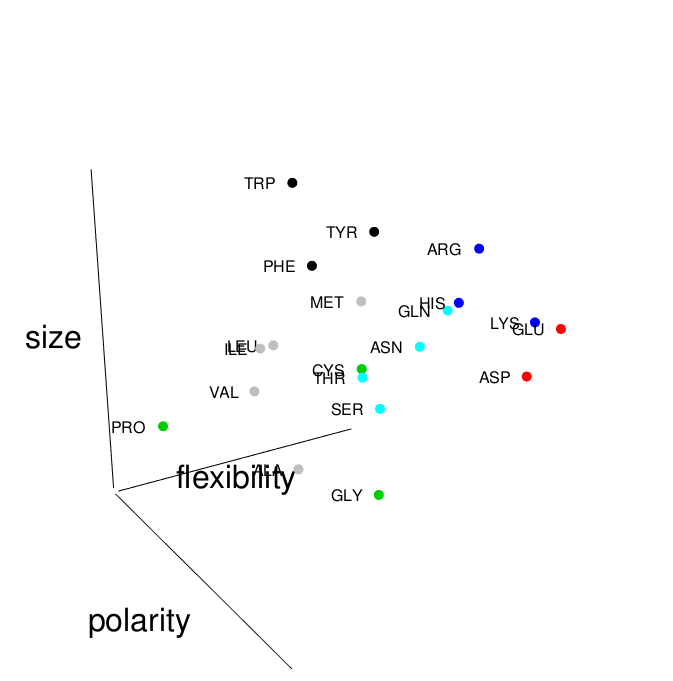 TRP
TYR
ARG
PHE
MET
HIS
GLN
LYS
GLU
size
LEU
ILE
ASN
CYS
THR
ASP
VAL
SER
PRO
ALA
flexibility
GLY
polarity